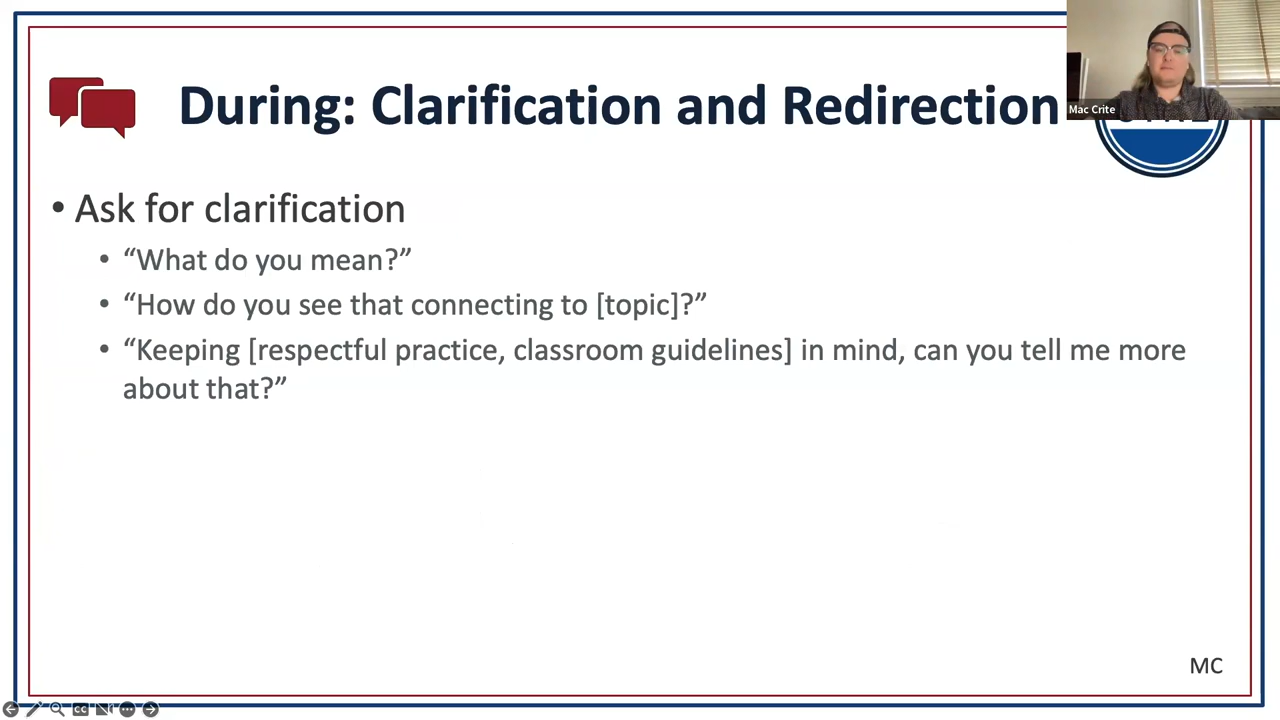 During: Clarification and Redirection
Mac Crite
• Ask for clarification
• “What do you mean?”
• “How do you see that connecting to [topic]?”
• “Keeping [respectful practice, classroom guidelines] in mind, can you tell me more
about that?”
MC
CC